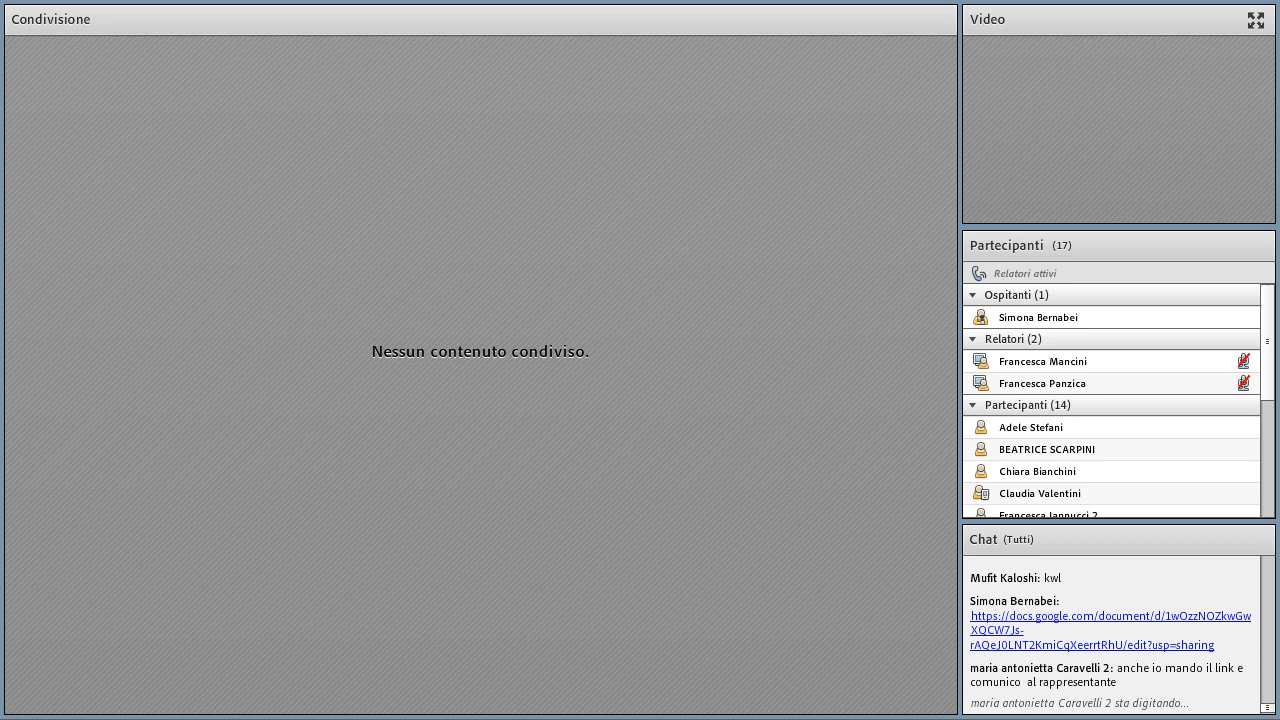 Condivisione
Nessun contenuto condiviso.
Video
Partecipanti (17)
Relatori attivi
Ospitanti (1)
Simona Bernabei
Relatori (2)
Francesca Mancini
Francesca Panzica
Partecipanti (14)
Adele Stefani
BEATRICE SCARPINI
Chiara Bianchini
Claudia Valentini
Francesca Iannucci 2
Chat (Tutti)
Mufit Kaloshi: kwl
Simona Bernabei:
https://docs.google.com/document/d/1wOzzNOZkwGw
XQCW7Js-
rAQeJ0LNT2KmiCqXeerrtRhU/edit?usp=sharing
maria antonietta Caravelli 2: anche io mando il link e
comunico al rappresentante
maria antonietta Caravelli 2 sta digitando...